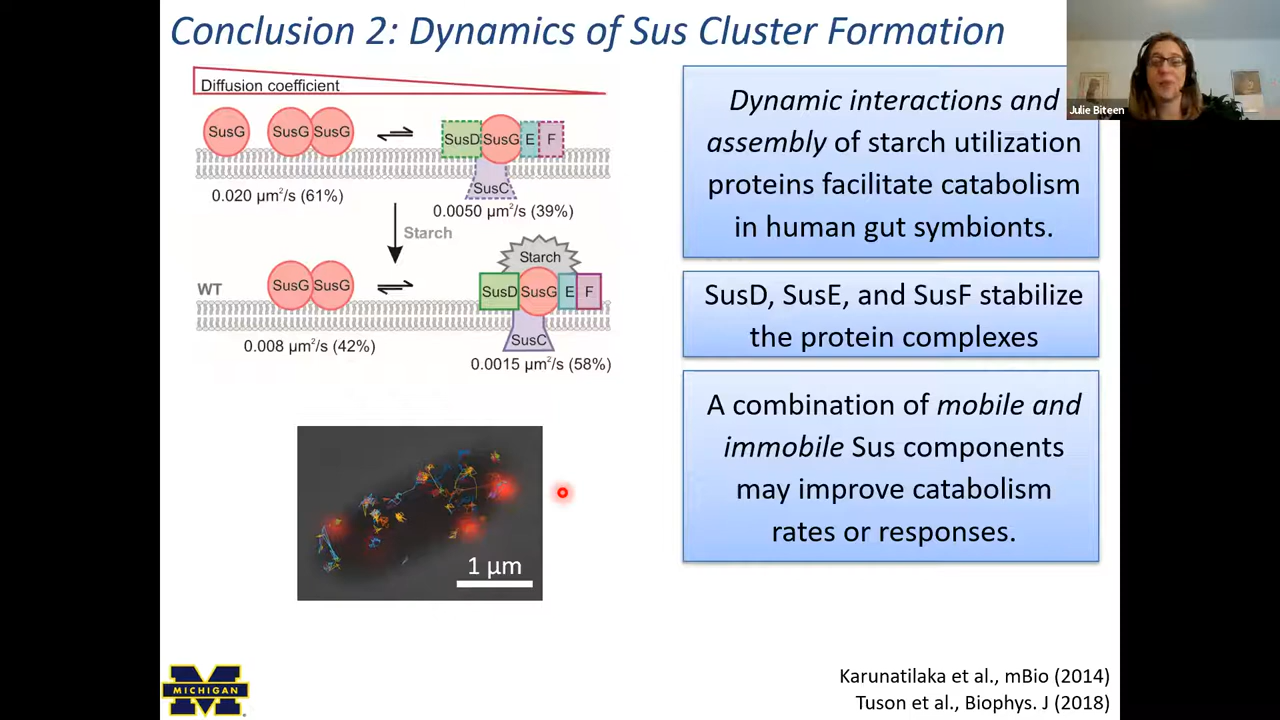 Conclusion 2: Dynamics of Sus Cluster Formation
Julie Biteen
Diffusion coefficient
SusG
SusG SusG
SusD SusG E F
SusC
0.020 µm²/s (61%)
0.0050 µm²/s (39%)
Starch
Starch
WT
SusG SusG
SusD SusG E F
SusC
0.008 µm²/s (42%)
0.0015 µm²/s (58%)
1 µm
Dynamic interactions and
assembly of starch utilization
proteins facilitate catabolism
in human gut symbionts.
SusD, SusE, and SusF stabilize
the protein complexes
A combination of mobile and
immobile Sus components
may improve catabolism
rates or responses.
M
MICHIGAN
Karunatilaka et al., mBio (2014)
Tuson et al., Biophys. J (2018)